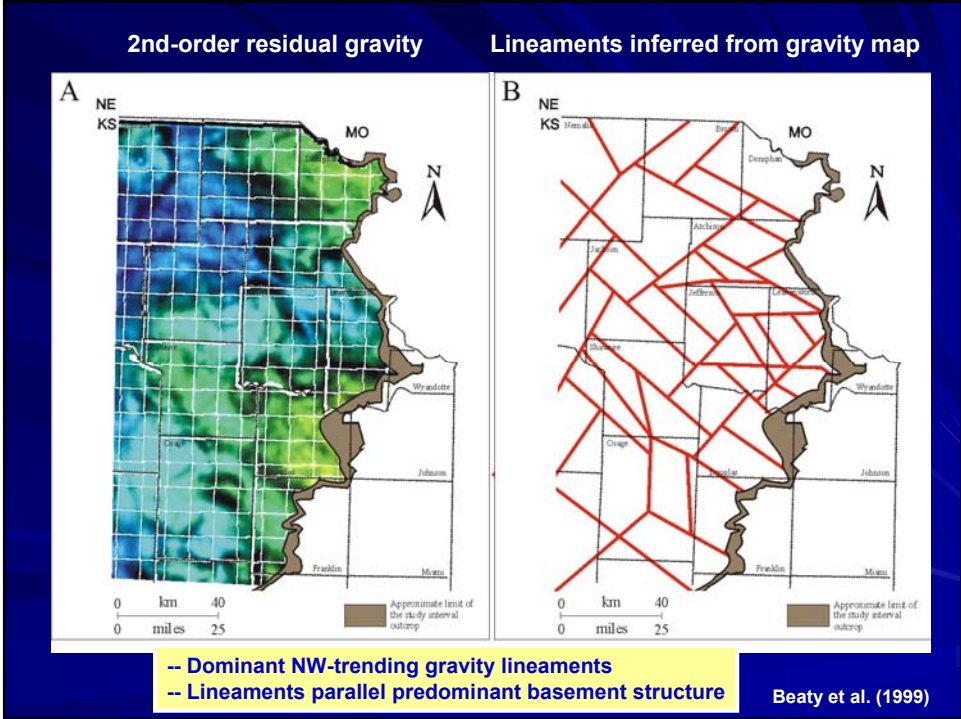 2nd-order residual gravity
Lineaments inferred from gravity map
A
NE
KS
MO
N
Osage
Wyandotte
Johnson
Franklin
Miami
0 km 40
0 miles 25
Approximate limit of
the study interval
outcrop
B
NE
KS
Nemaha
Brown
MO
Doniphan
N
Atchison
Jackson
Jefferson
Leavenworth
Shawnee
Wyandotte
Osage
Douglas
Johnson
Franklin
Miami
0 km 40
0 miles 25
Approximate limit of
the study interval
outcrop
-- Dominant NW-trending gravity lineaments
-- Lineaments parallel predominant basement structure
Beaty et al. (1999)